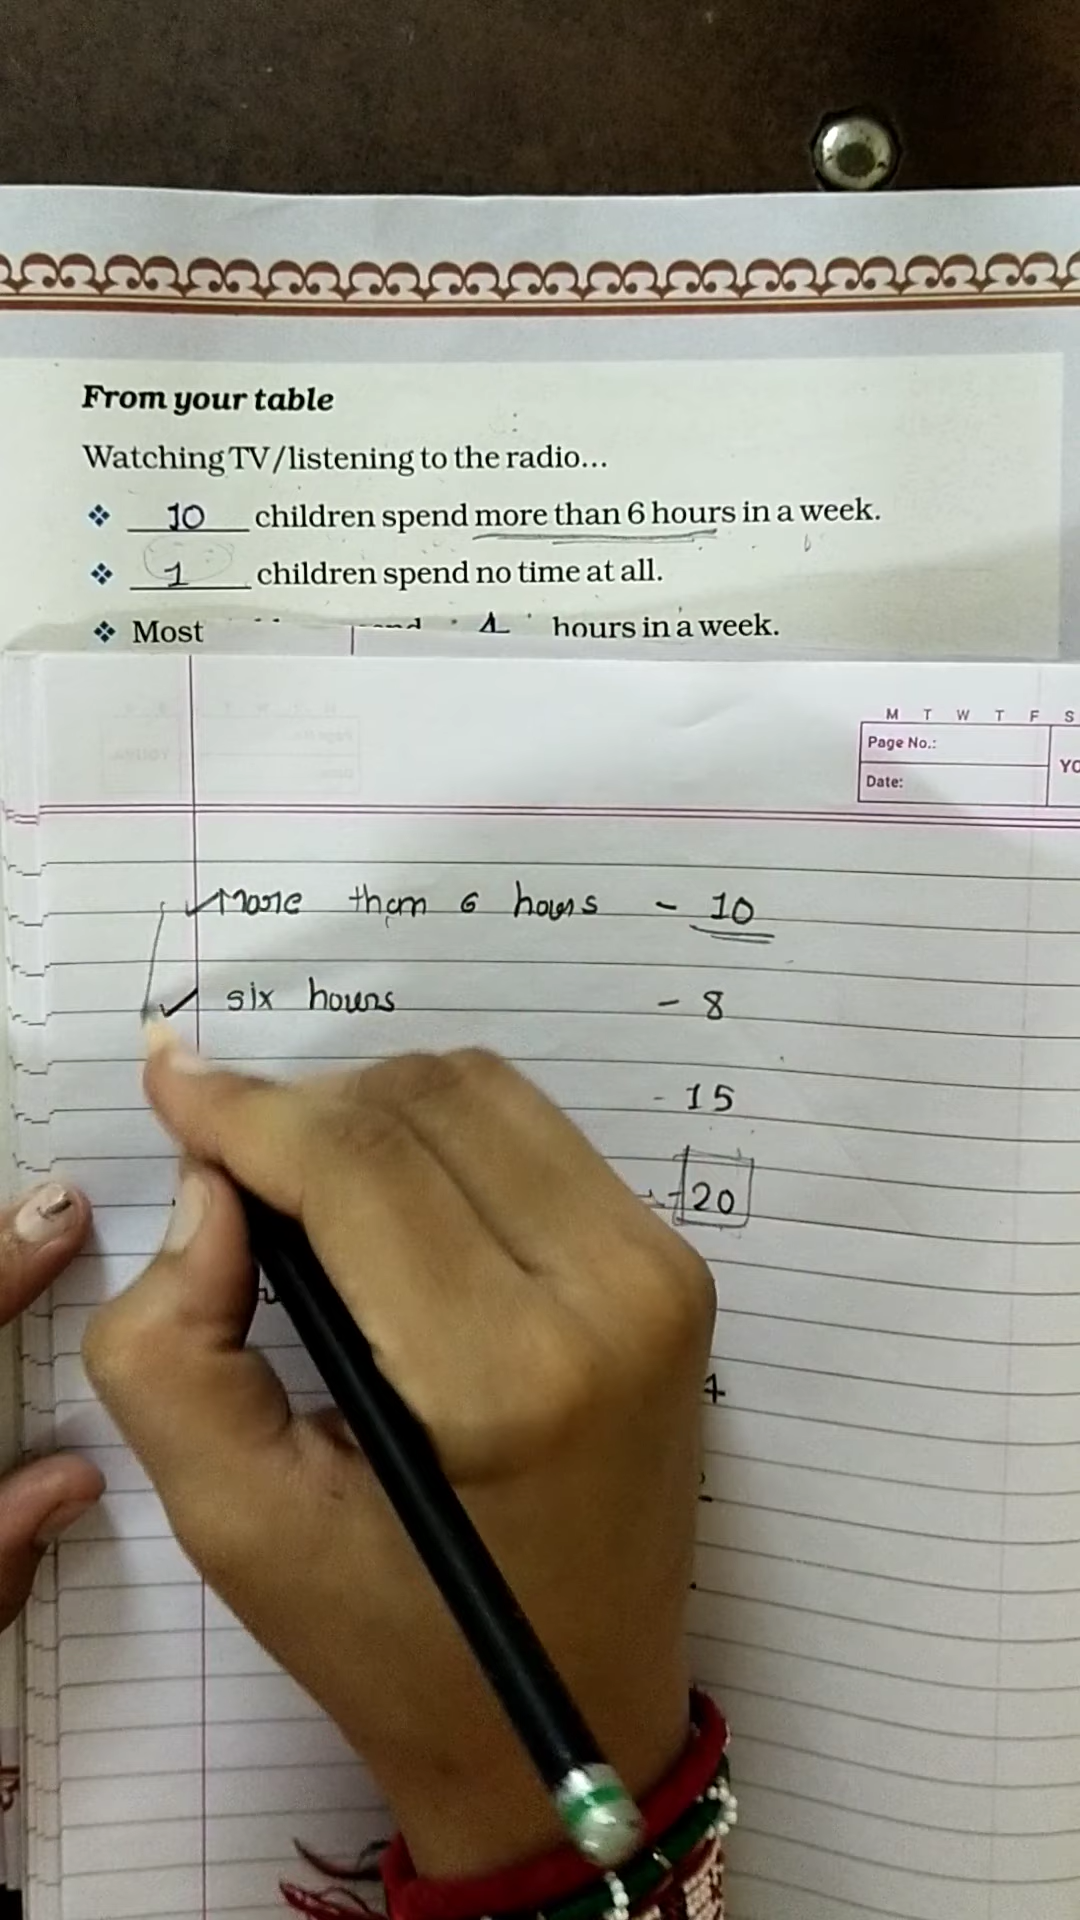 From your table
Watching TV/listening to the radio...
❖ 10 children spend more than 6 hours in a week.
❖ 1 children spend no time at all.
❖ Most 4 hours in a week.
M T W T F S
Page No.:
Date:
✓ More than 6 hours - 10
✓ six hours - 8
- 15
- 20